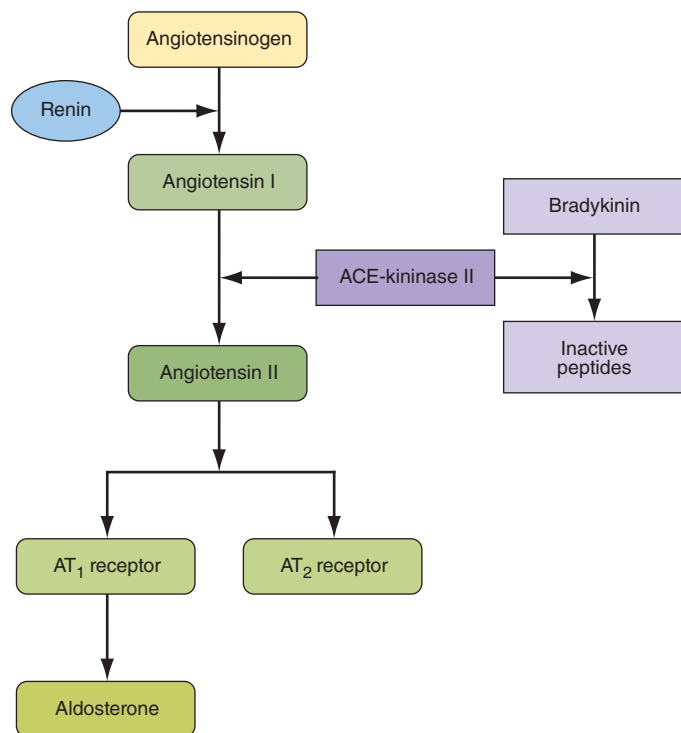 Angiotensinogen
Renin
Angiotensin I
Bradykinin
ACE-kininase II
Inactive
peptides
Angiotensin II
AT1 receptor
AT2 receptor
Aldosterone